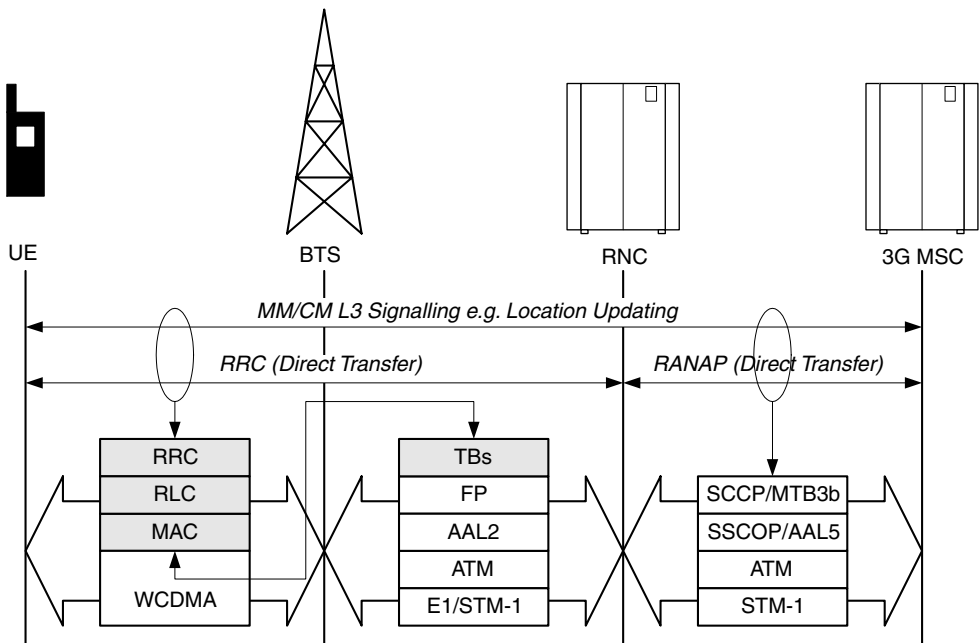 UE
BTS
RNC
3G MSC
MM/CM L3 Signalling e.g. Location Updating
RRC (Direct Transfer)
RANAP (Direct Transfer)
RRC
RLC
MAC
WCDMA
TBs
FP
AAL2
ATM
E1/STM-1
SCCP/MTB3b
SSCOP/AAL5
ATM
STM-1